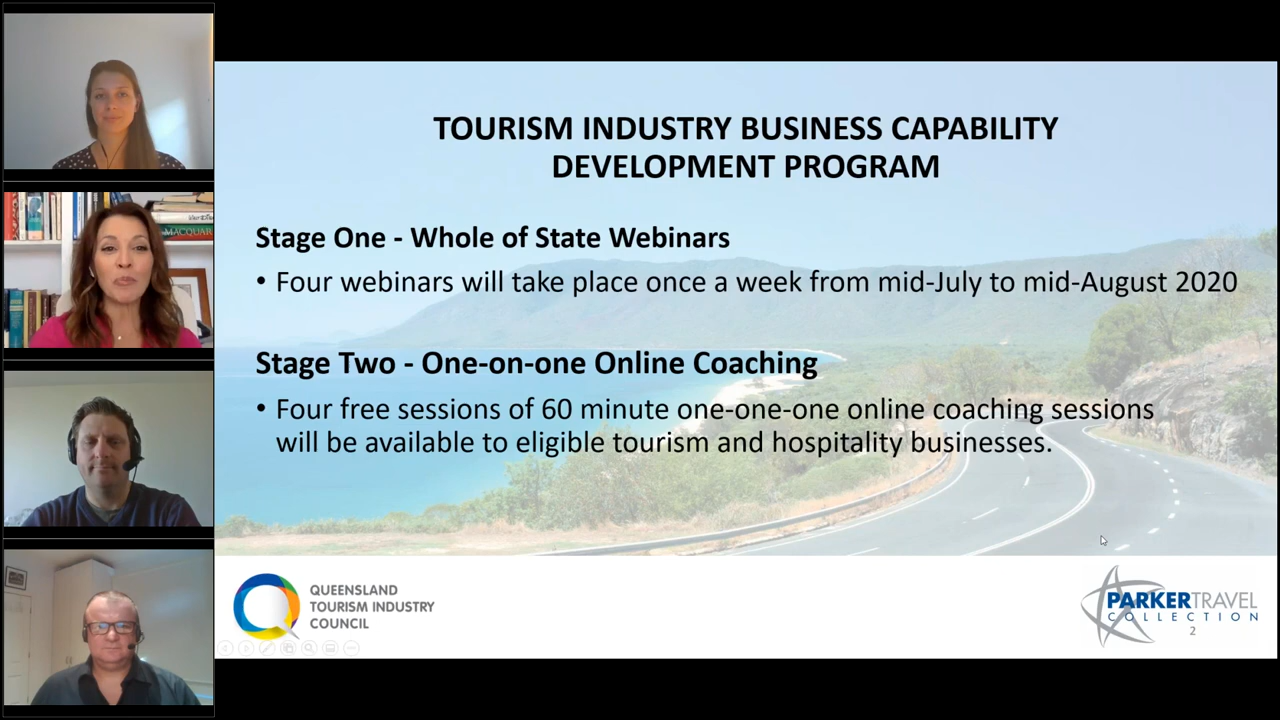 MACQUAR
TOURISM INDUSTRY BUSINESS CAPABILITY
DEVELOPMENT PROGRAM
Stage One - Whole of State Webinars
• Four webinars will take place once a week from mid-July to mid-August 2020
Stage Two - One-on-one Online Coaching
• Four free sessions of 60 minute one-one-one online coaching sessions
will be available to eligible tourism and hospitality businesses.
QUEENSLAND
TOURISM INDUSTRY
COUNCIL
PARKERTRAVEL
COLLECTION
2